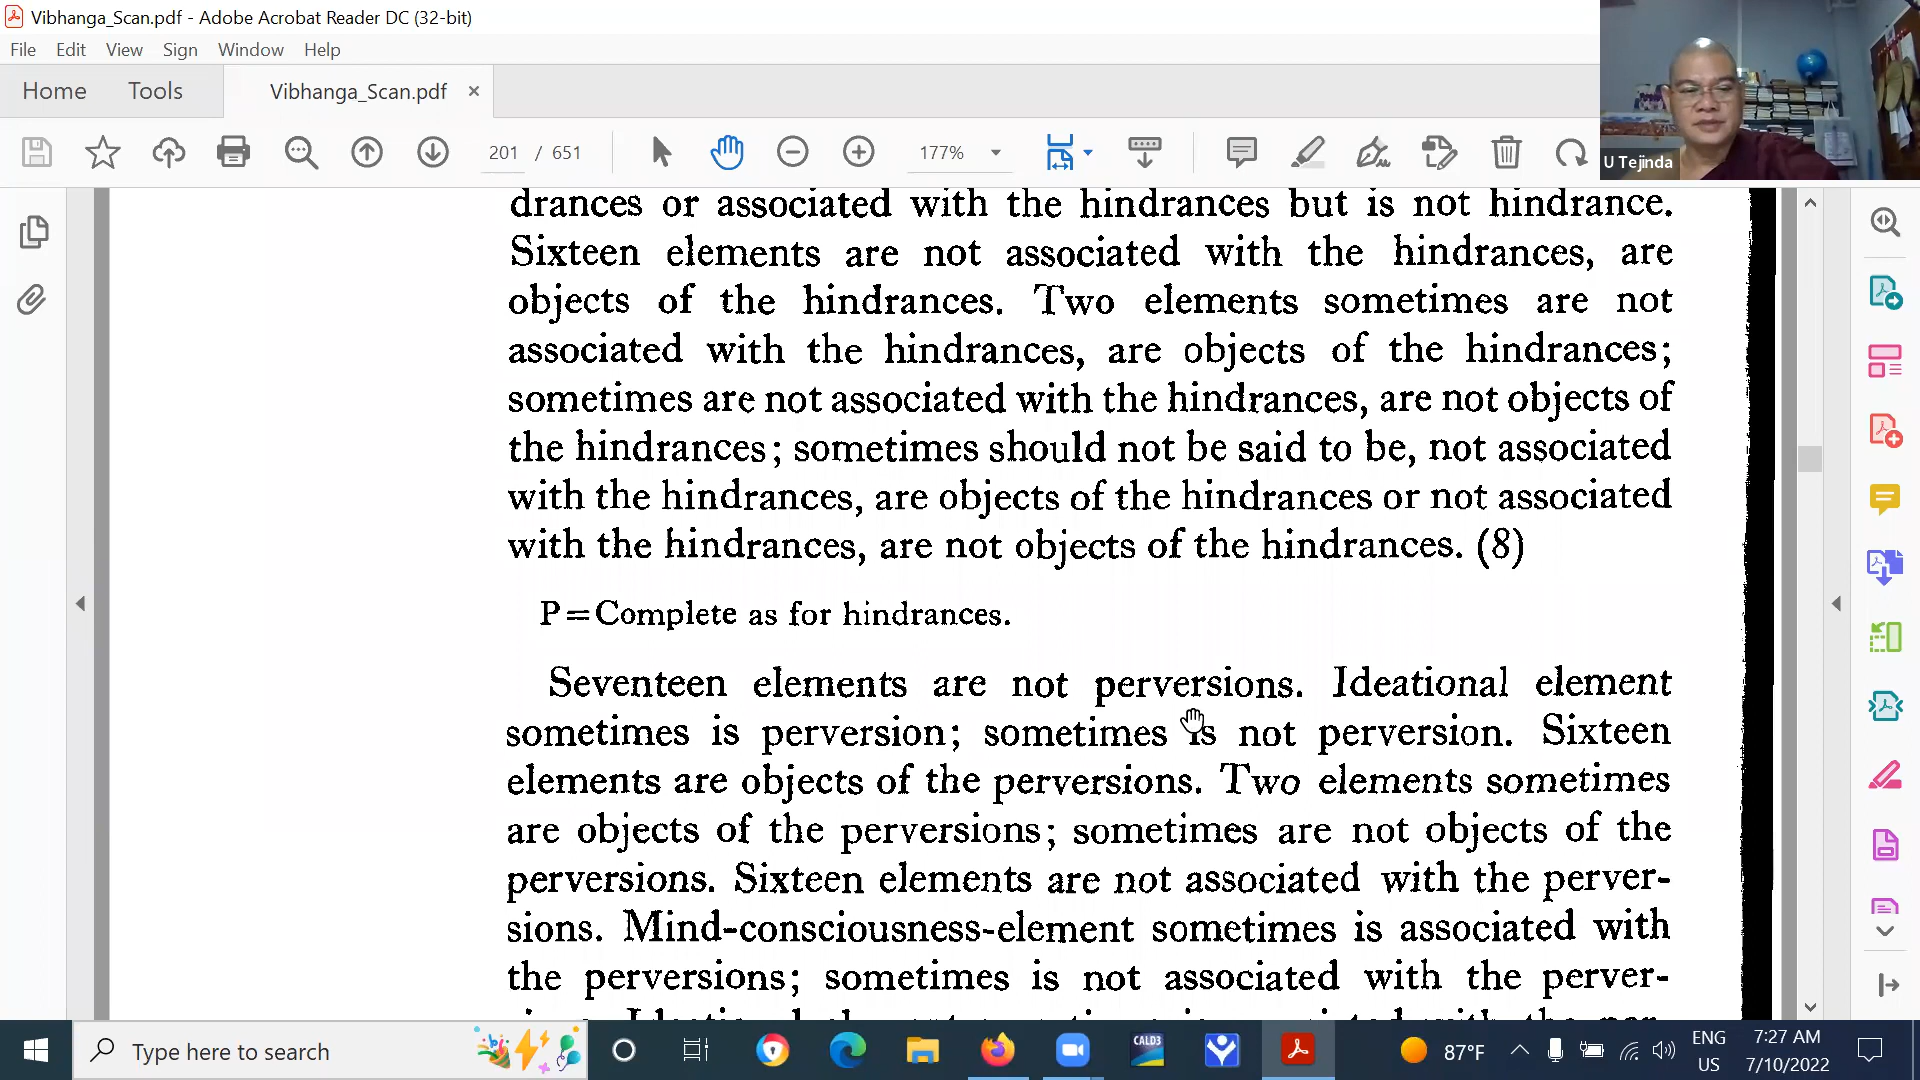 Vibhanga_Scan.pdf - Adobe Acrobat Reader DC (32-bit)
File Edit View Sign Window Help
Home Tools Vibhanga_Scan.pdf ×
201 / 651 177%
U Tejinda
drances or associated with the hindrances but is not hindrance.
Sixteen elements are not associated with the hindrances, are
objects of the hindrances. Two elements sometimes are not
associated with the hindrances, are objects of the hindrances;
sometimes are not associated with the hindrances, are not objects of
the hindrances; sometimes should not be said to be, not associated
with the hindrances, are objects of the hindrances or not associated
with the hindrances, are not objects of the hindrances. (8)
P=Complete as for hindrances.
Seventeen elements are not perversions. Ideational element
sometimes is perversion; sometimes is not perversion. Sixteen
elements are objects of the perversions. Two elements sometimes
are objects of the perversions; sometimes are not objects of the
perversions. Sixteen elements are not associated with the perver-
sions. Mind-consciousness-element sometimes is associated with
the perversions; sometimes is not associated with the perver-
Type here to search
CALD3
87°F
ENG
US
7:27 AM
7/10/2022